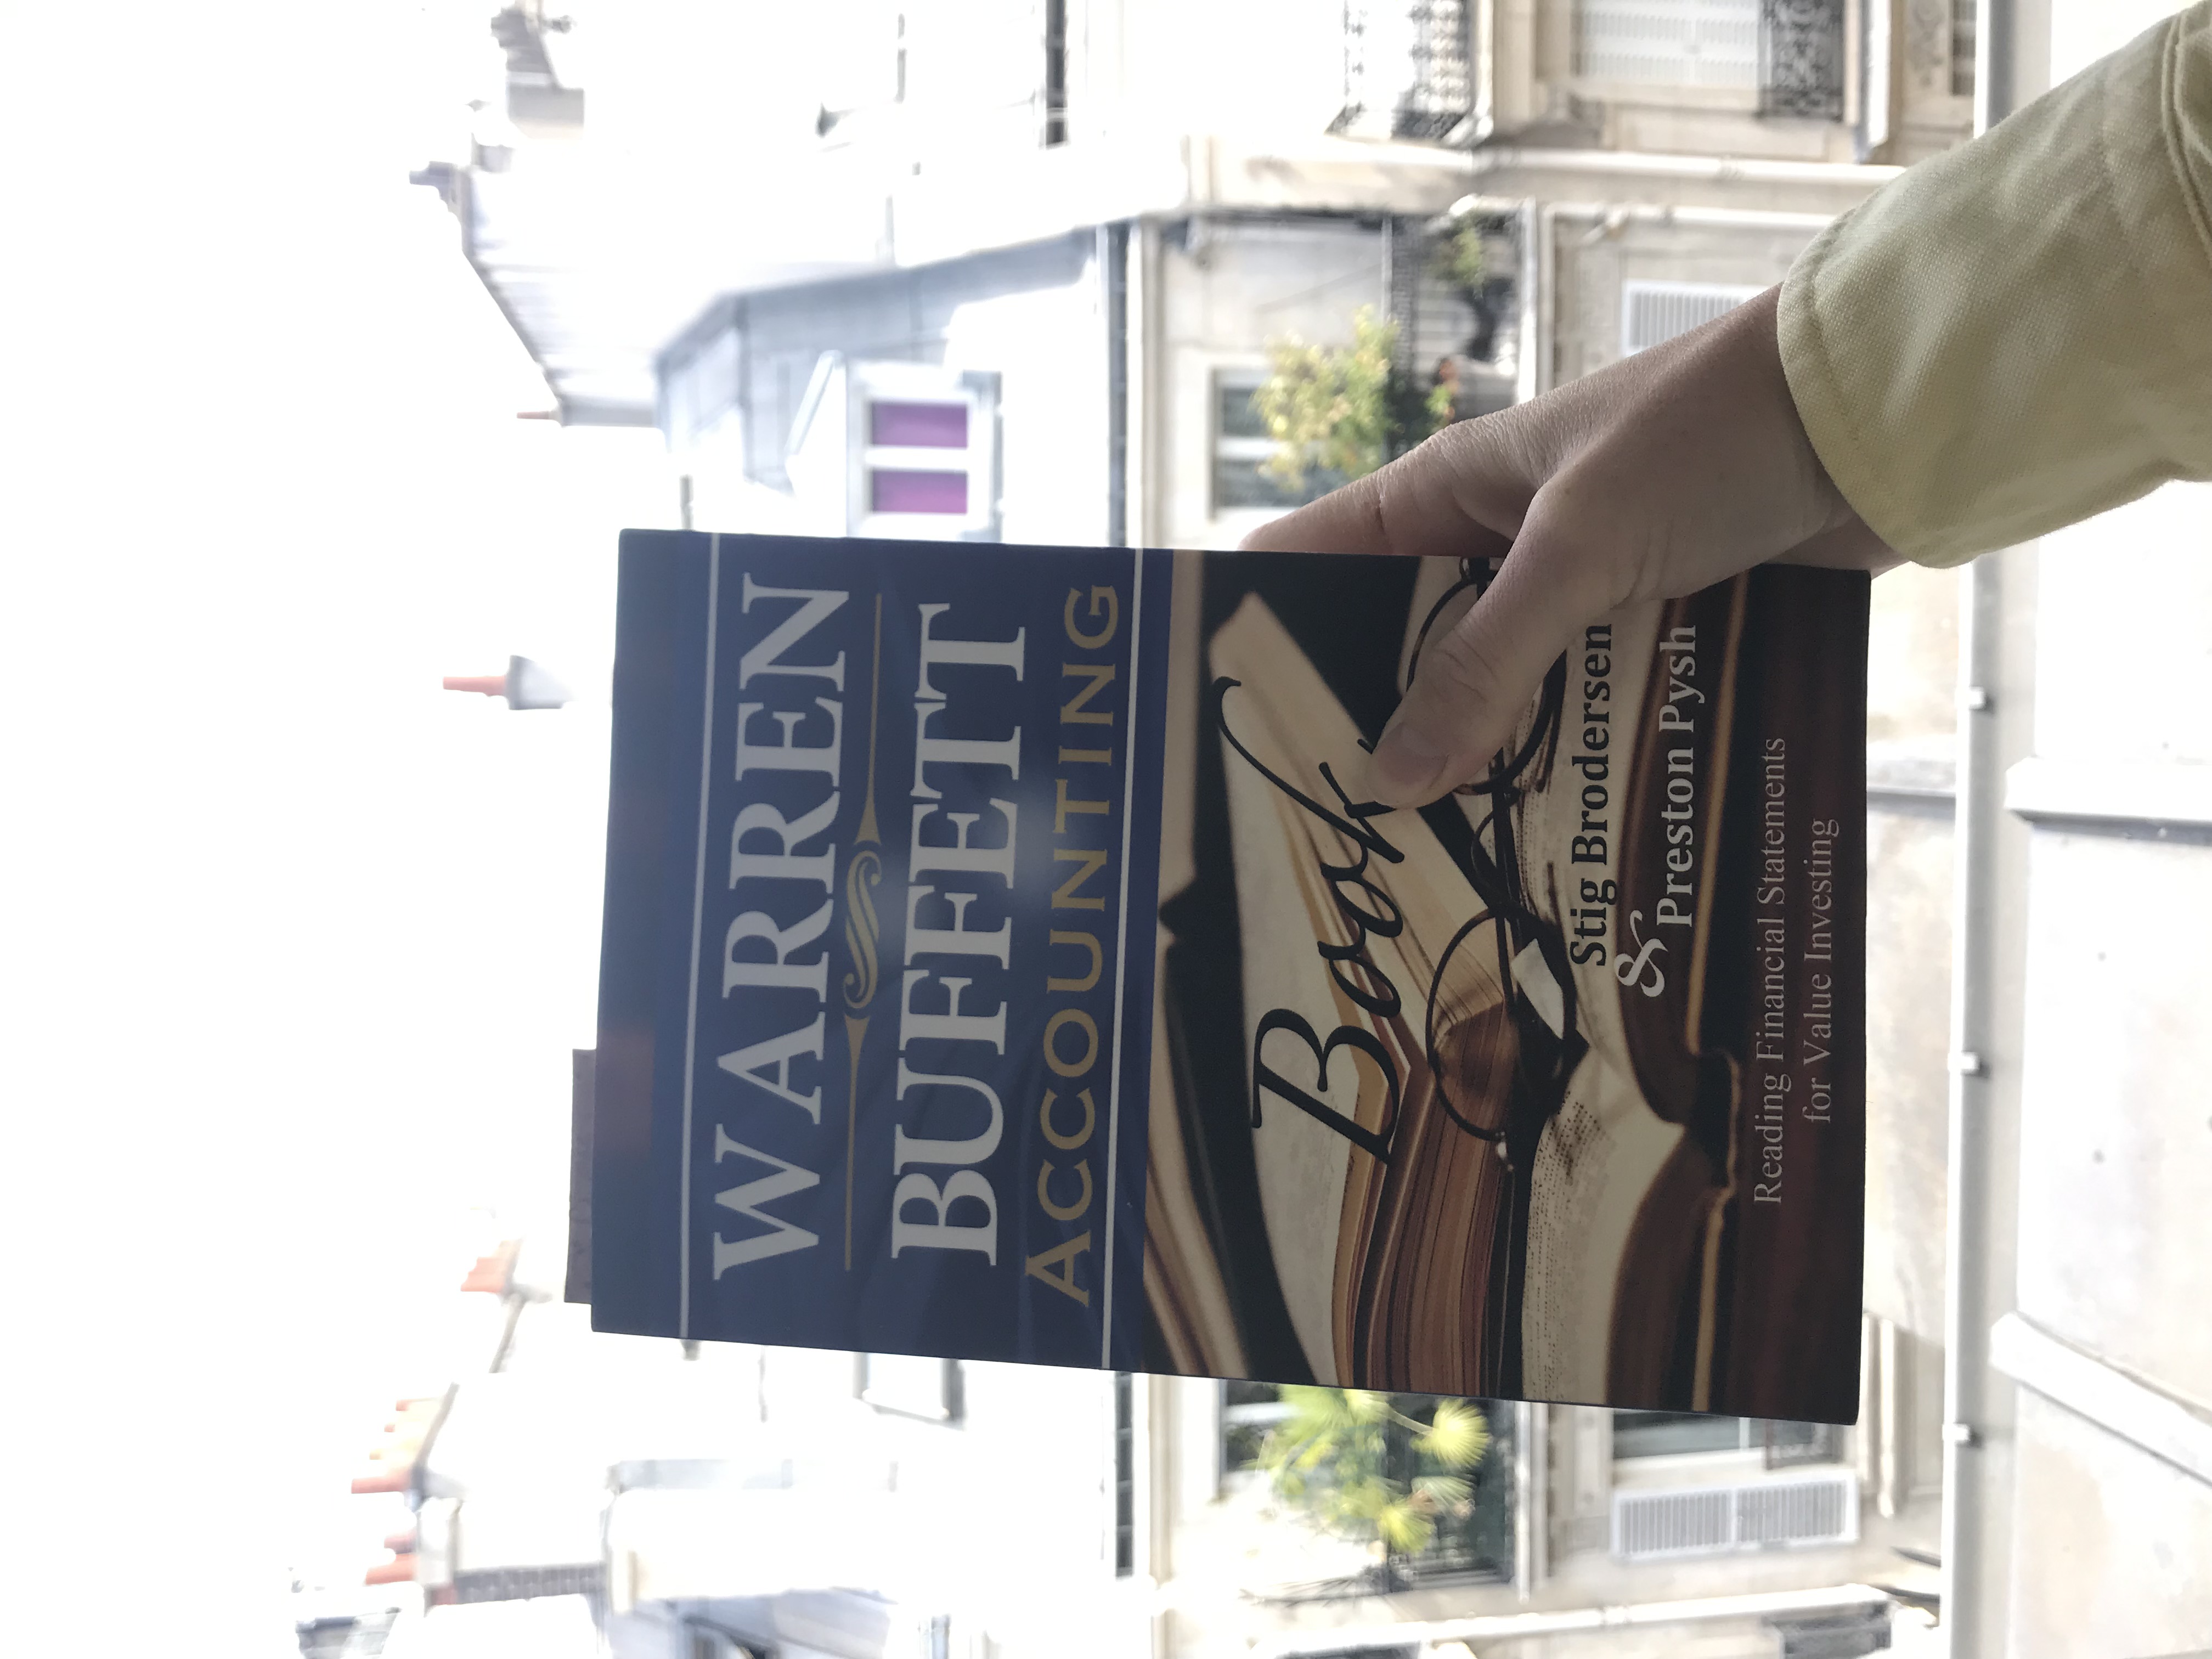 WARREN
BUFFETT
ACCOUNTING
Book
Stig Brodersen
&
Preston Pysh
Reading Financial Statements
for Value Investing